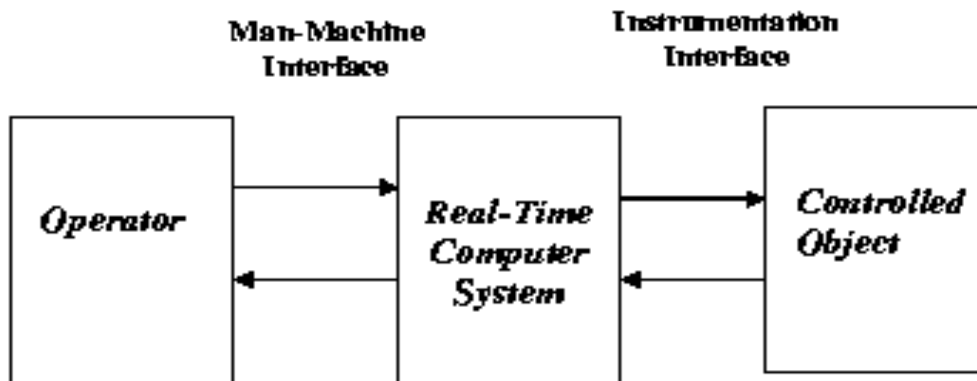 Man-Machine
Interface
Instrumentation
Interface
Operator
Real-Time
Computer
System
Controlled
Object